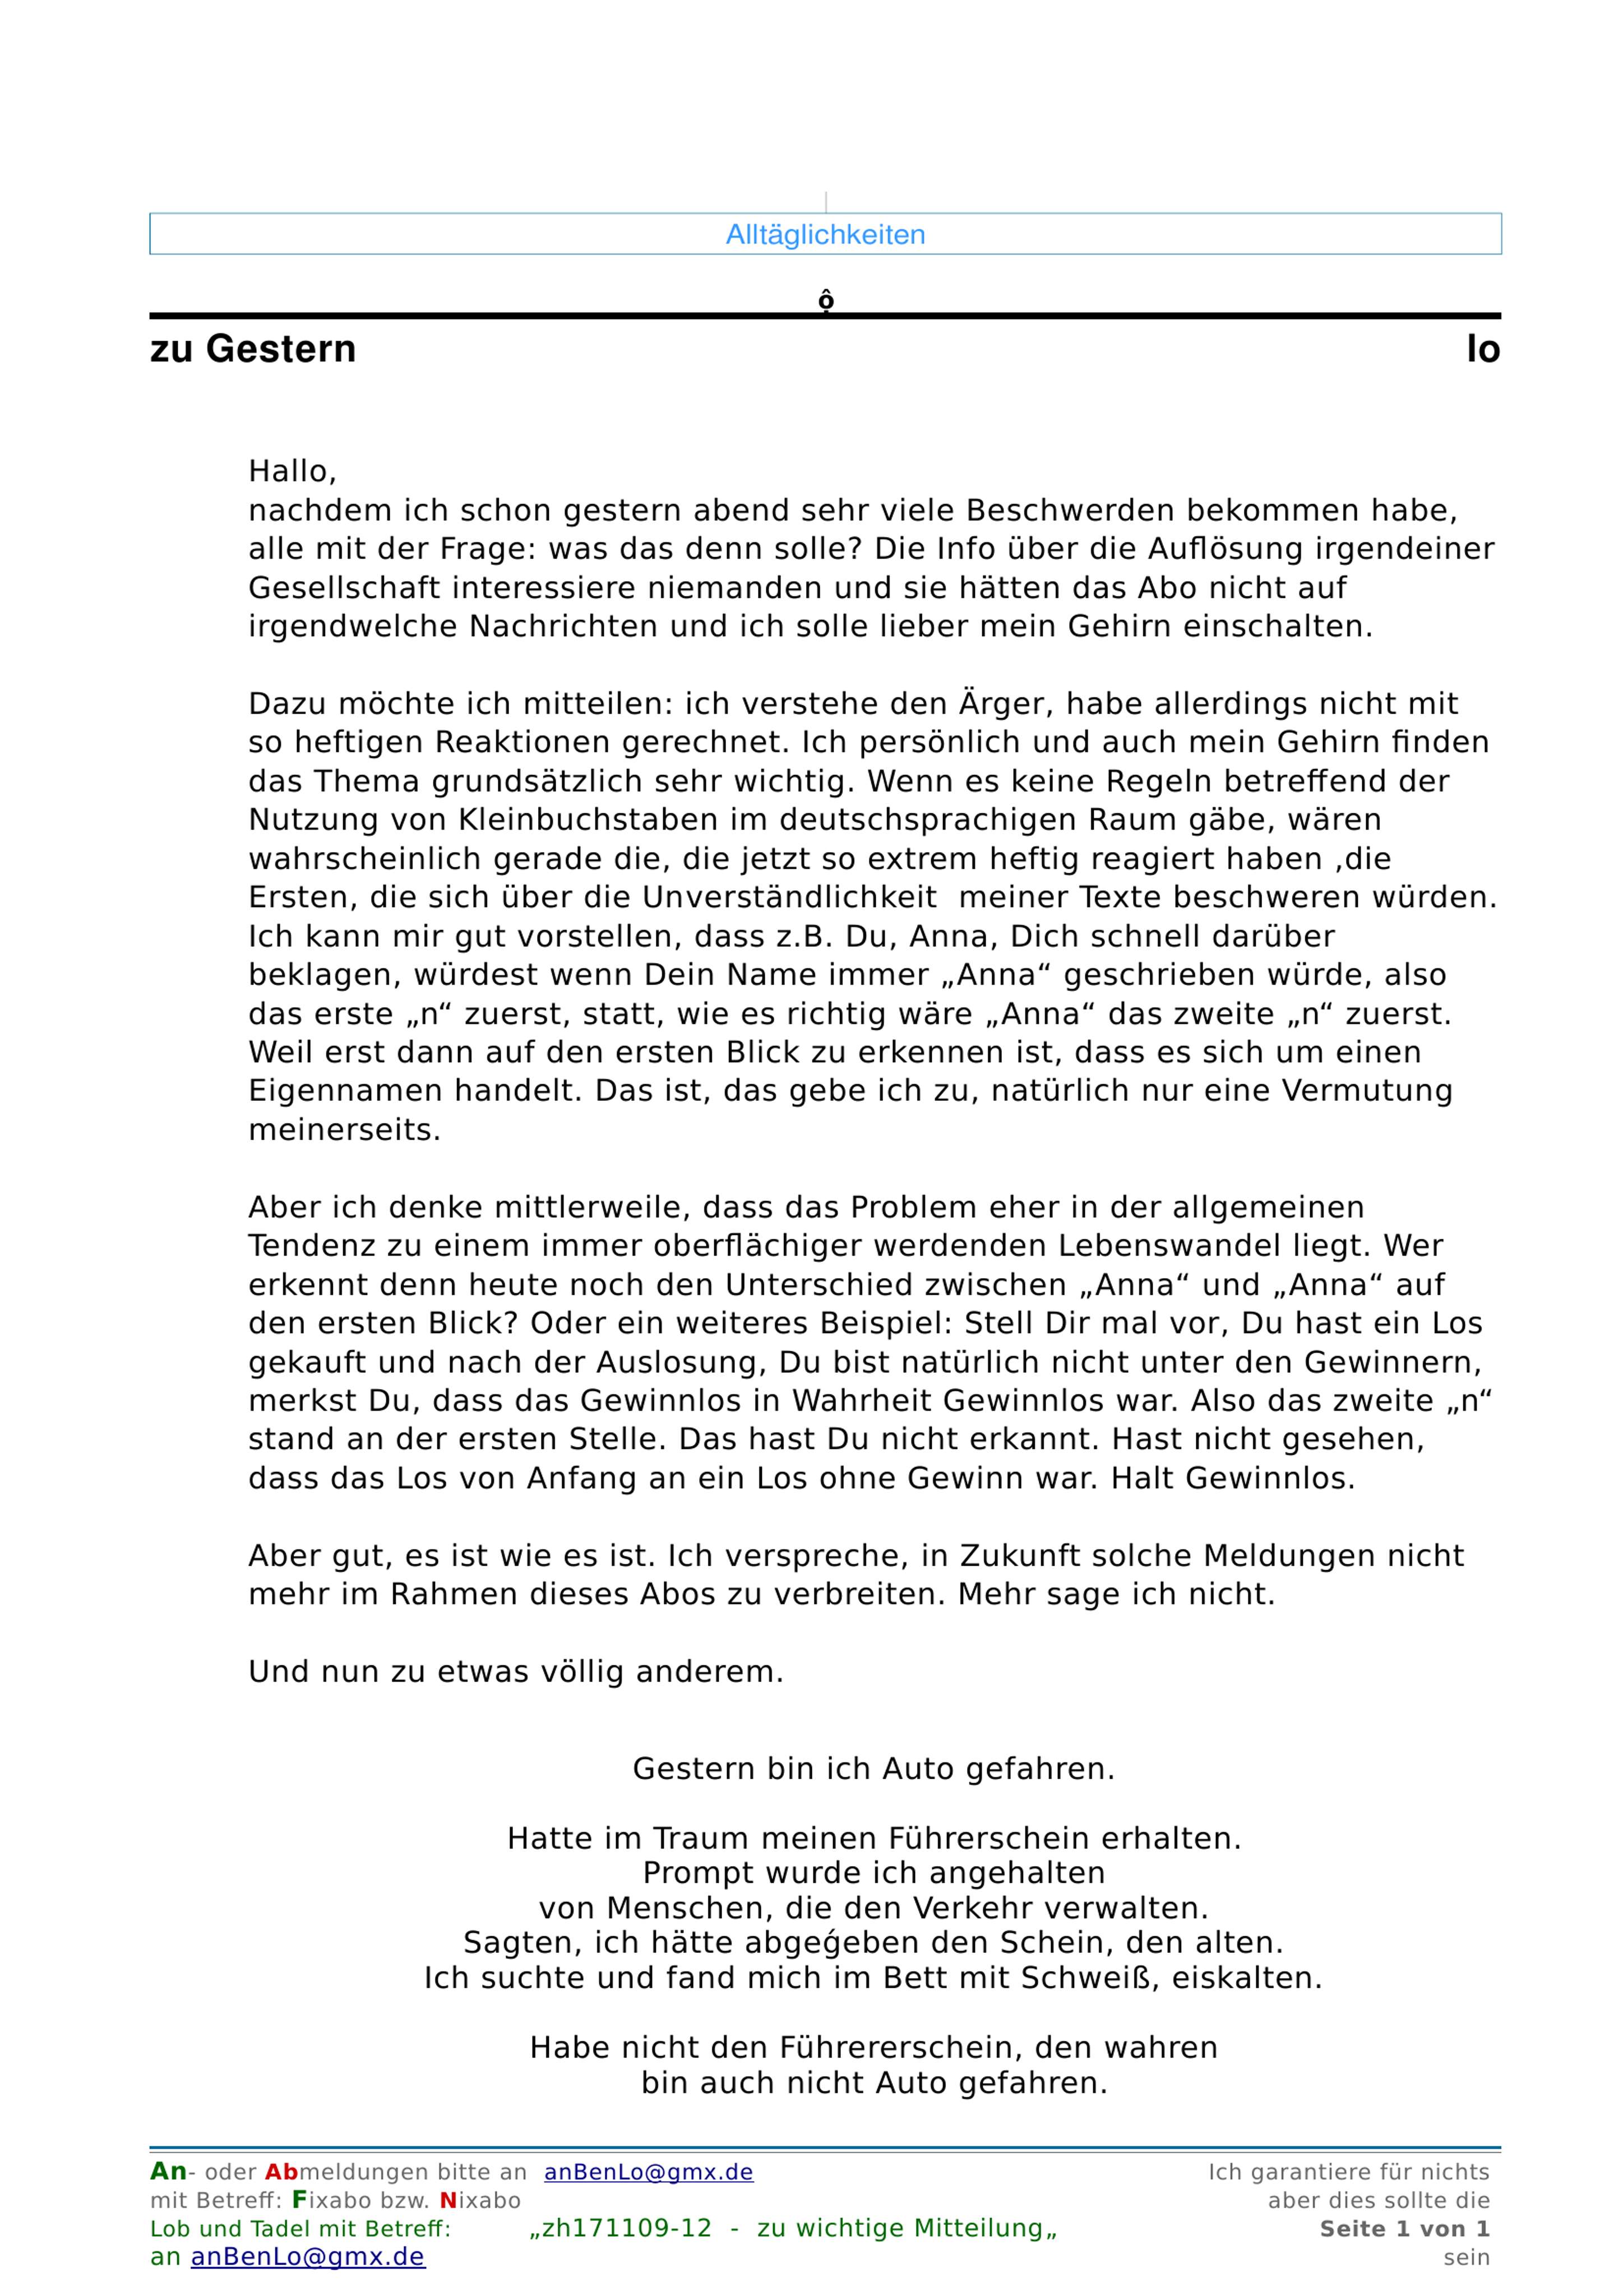 Alltäglichkeiten
ộ
zu Gestern lo
Hallo,
nachdem ich schon gestern abend sehr viele Beschwerden bekommen habe,
alle mit der Frage: was das denn solle? Die Info über die Auflösung irgendeiner
Gesellschaft interessiere niemanden und sie hätten das Abo nicht auf
irgendwelche Nachrichten und ich solle lieber mein Gehirn einschalten.
Dazu möchte ich mitteilen: ich verstehe den Ärger, habe allerdings nicht mit
so heftigen Reaktionen gerechnet. Ich persönlich und auch mein Gehirn finden
das Thema grundsätzlich sehr wichtig. Wenn es keine Regeln betreffend der
Nutzung von Kleinbuchstaben im deutschsprachigen Raum gäbe, wären
wahrscheinlich gerade die, die jetzt so extrem heftig reagiert haben ,die
Ersten, die sich über die Unverständlichkeit  meiner Texte beschweren würden.
Ich kann mir gut vorstellen, dass z.B. Du, Anna, Dich schnell darüber
beklagen, würdest wenn Dein Name immer „Anna“ geschrieben würde, also
das erste „n“ zuerst, statt, wie es richtig wäre „Anna“ das zweite „n“ zuerst.
Weil erst dann auf den ersten Blick zu erkennen ist, dass es sich um einen
Eigennamen handelt. Das ist, das gebe ich zu, natürlich nur eine Vermutung
meinerseits.
Aber ich denke mittlerweile, dass das Problem eher in der allgemeinen
Tendenz zu einem immer oberflächiger werdenden Lebenswandel liegt. Wer
erkennt denn heute noch den Unterschied zwischen „Anna“ und „Anna“ auf
den ersten Blick? Oder ein weiteres Beispiel: Stell Dir mal vor, Du hast ein Los
gekauft und nach der Auslosung, Du bist natürlich nicht unter den Gewinnern,
merkst Du, dass das Gewinnlos in Wahrheit Gewinnlos war. Also das zweite „n“
stand an der ersten Stelle. Das hast Du nicht erkannt. Hast nicht gesehen,
dass das Los von Anfang an ein Los ohne Gewinn war. Halt Gewinnlos.
Aber gut, es ist wie es ist. Ich verspreche, in Zukunft solche Meldungen nicht
mehr im Rahmen dieses Abos zu verbreiten. Mehr sage ich nicht.
Und nun zu etwas völlig anderem.
Gestern bin ich Auto gefahren.
Hatte im Traum meinen Führerschein erhalten.
Prompt wurde ich angehalten
von Menschen, die den Verkehr verwalten.
Sagten, ich hätte abgeǵeben den Schein, den alten.
Ich suchte und fand mich im Bett mit Schweiß, eiskalten.
Habe nicht den Führererschein, den wahren
bin auch nicht Auto gefahren.
An- oder Abmeldungen bitte an anBenLo@gmx.de Ich garantiere für nichts
mit Betreff: Fixabo bzw. Nixabo aber dies sollte die
Lob und Tadel mit Betreff: „zh171109-12 - zu wichtige Mitteilung„ Seite 1 von 1
an anBenLo@gmx.de sein